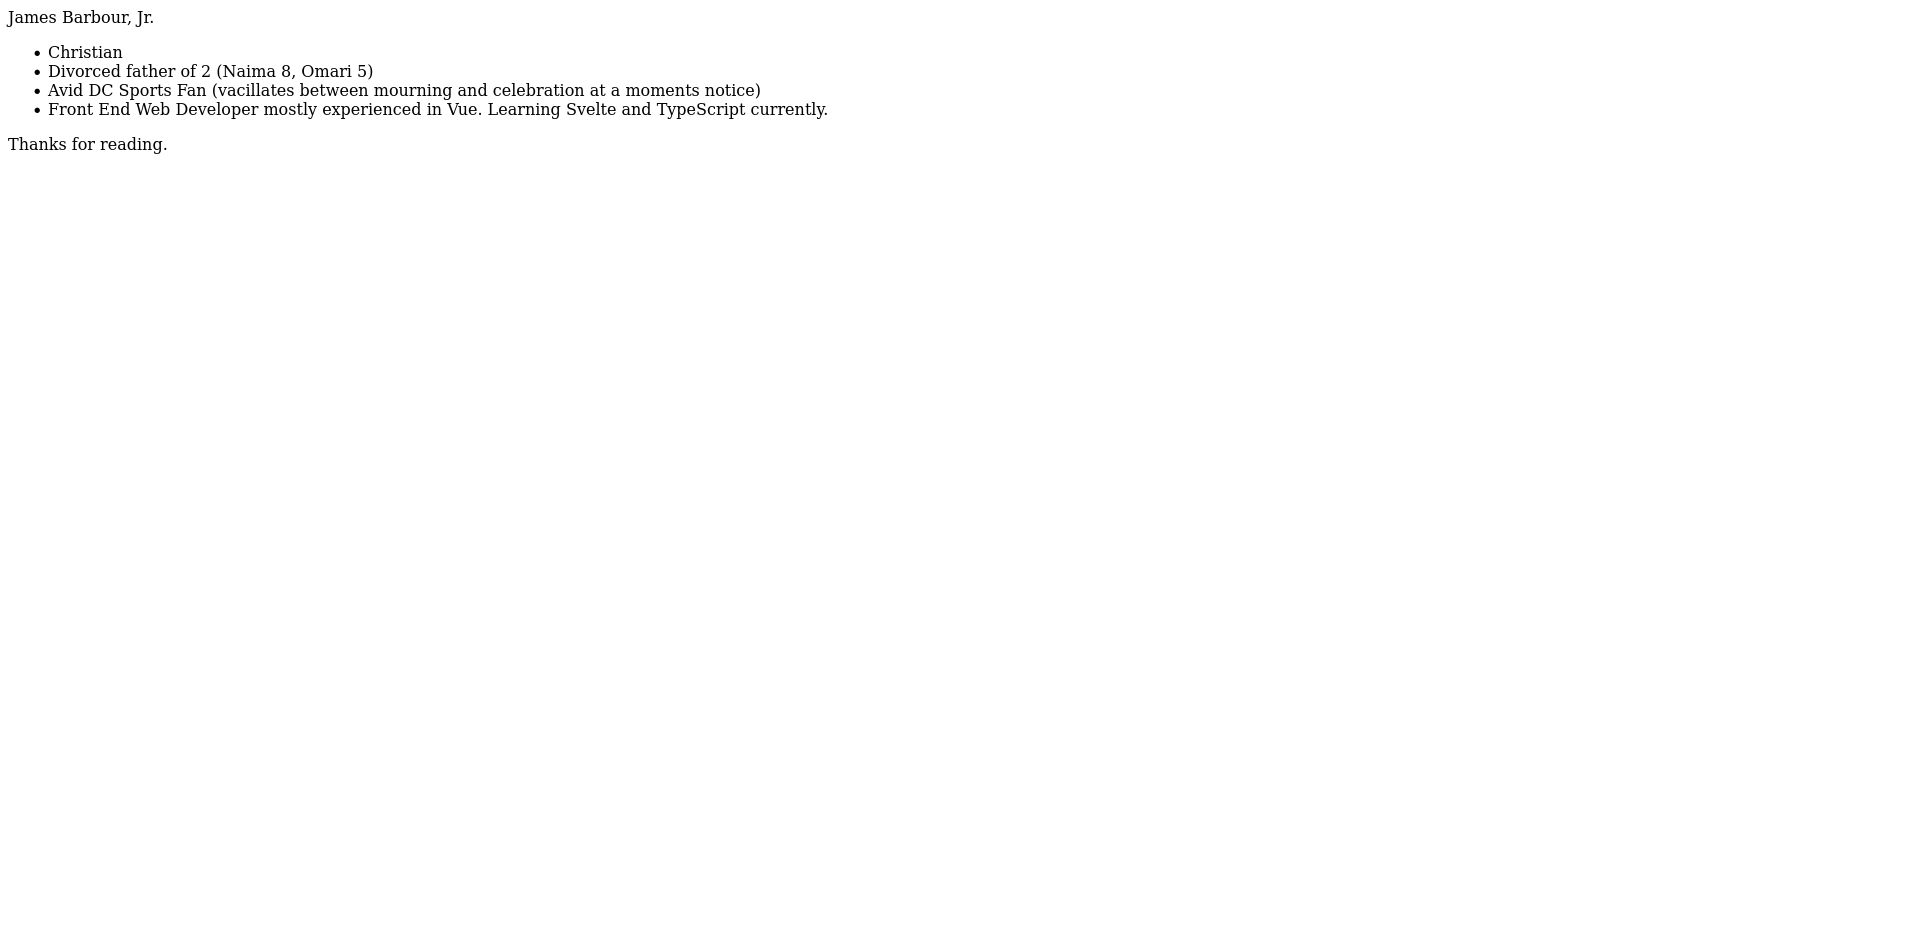 James Barbour, Jr.
• Christian
• Divorced father of 2 (Naima 8, Omari 5)
• Avid DC Sports Fan (vacillates between mourning and celebration at a moments notice)
• Front End Web Developer mostly experienced in Vue. Learning Svelte and TypeScript currently.
Thanks for reading.